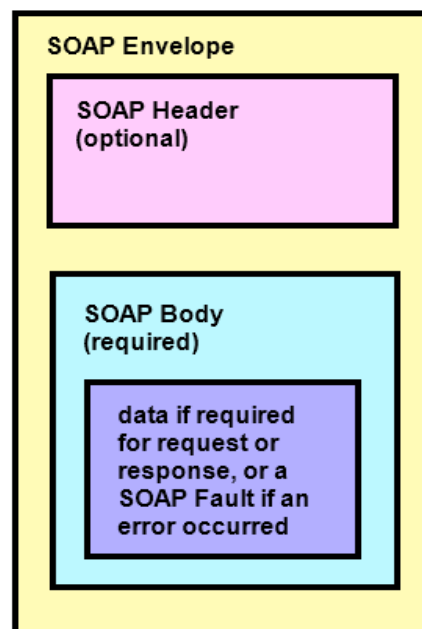 SOAP Envelope
SOAP Header
(optional)
SOAP Body
(required)
data if required
for request or
response, or a
SOAP Fault if an
error occurred